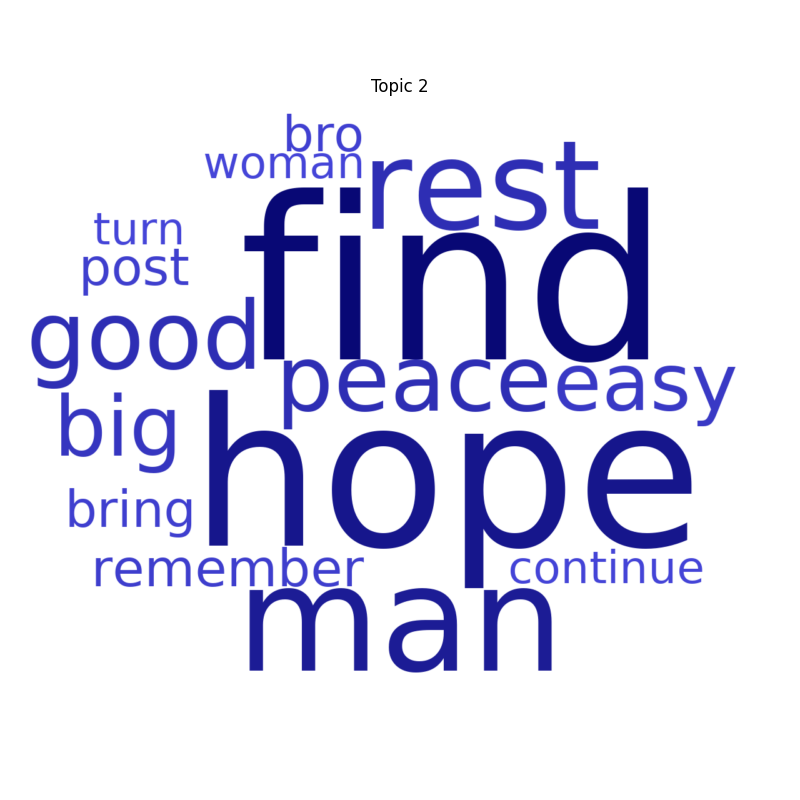 Topic 2
bro
woman
rest
find
turn
post
good
peace
easy
big
hope
bring
remember
continue
man